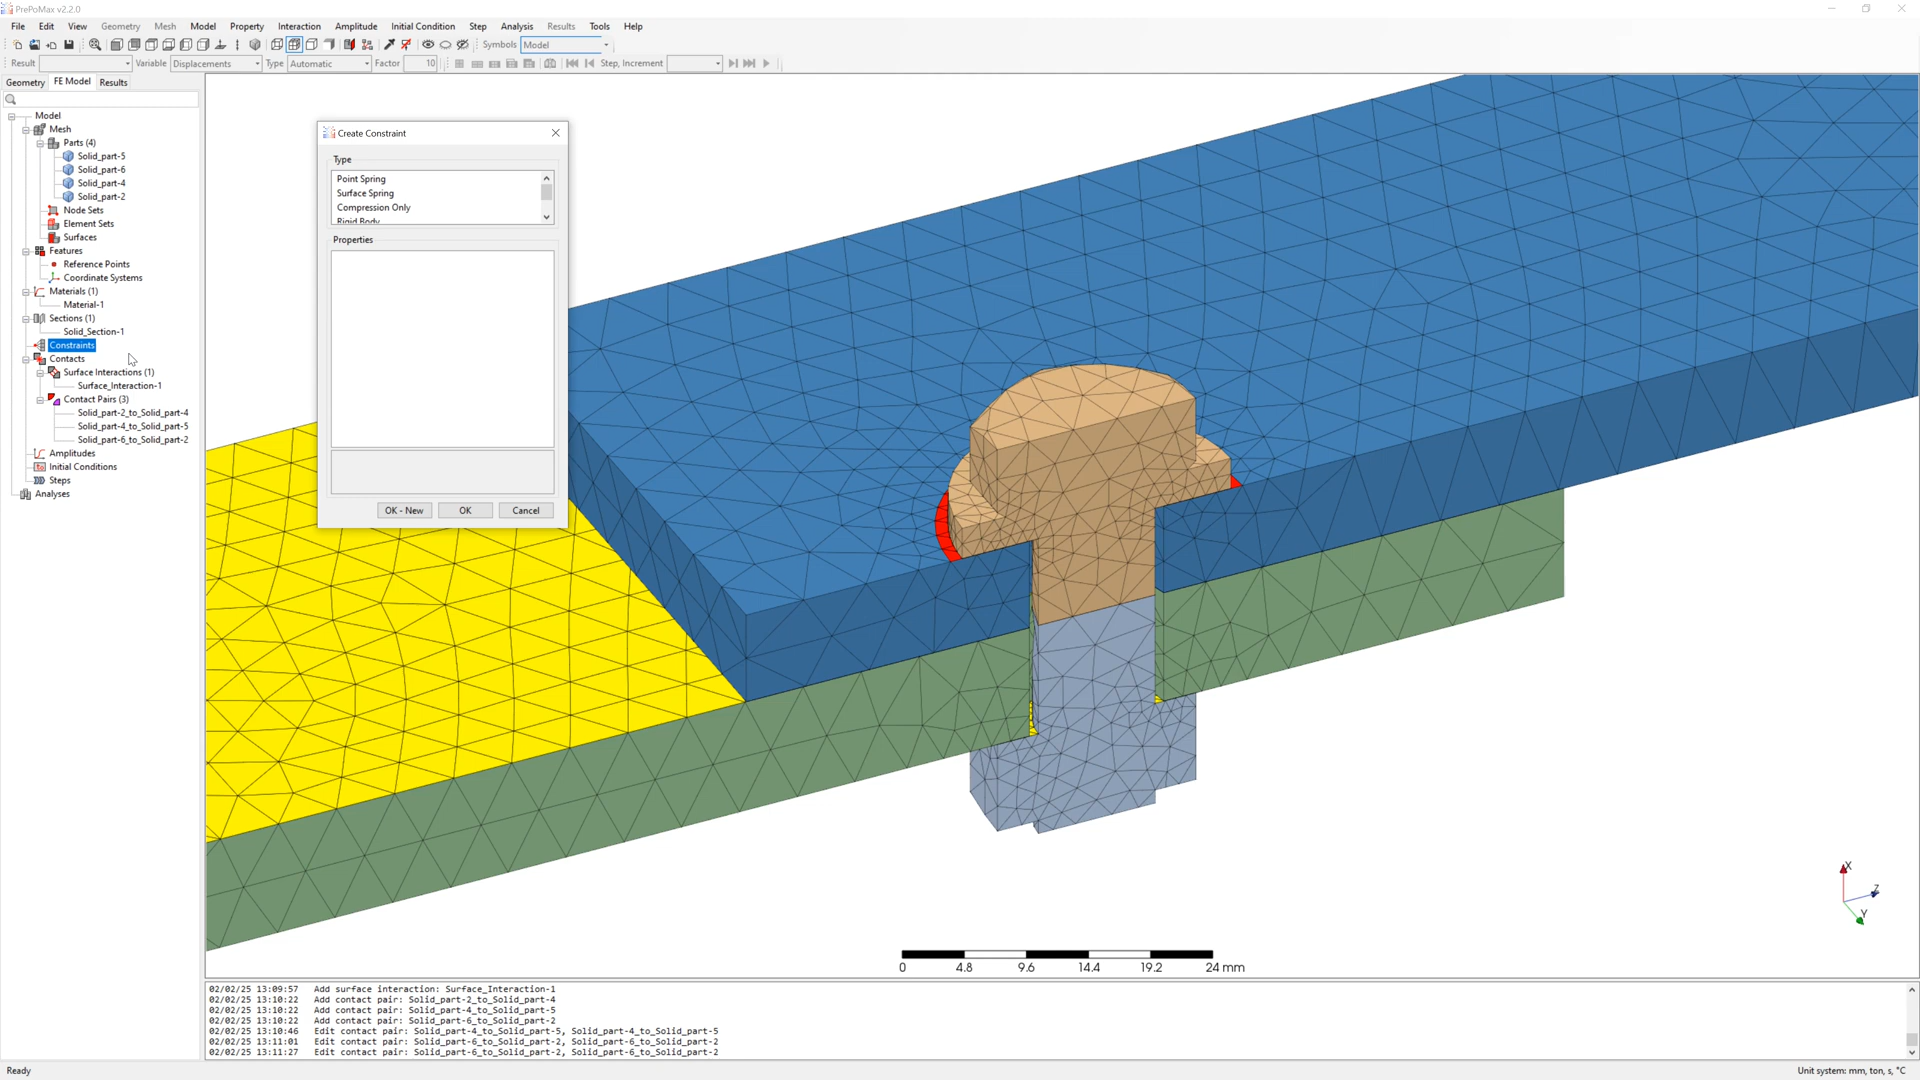 PrePoMax v2.2.0
File Edit View Geometry Mesh Model Property Interaction Amplitude Initial Condition Step Analysis Results Tools Help
Symbols Model
Result Variable Displacements Type Automatic Factor 10 Step, Increment
Geometry FE Model Results
Model
Mesh
Parts (4)
Solid_part-5
Solid_part-6
Solid_part-4
Solid_part-2
Node Sets
Element Sets
Surfaces
Features
Reference Points
Coordinate Systems
Materials (1)
Material-1
Sections (1)
Solid_Section-1
Constraints
Contacts
Surface Interactions (1)
Surface_Interaction-1
Contact Pairs (3)
Solid_part-2_to_Solid_part-4
Solid_part-4_to_Solid_part-5
Solid_part-6_to_Solid_part-2
Amplitudes
Initial Conditions
Steps
Analyses
Create Constraint
Type
Point Spring
Surface Spring
Compression Only
Rigid Body
Properties
OK - New OK Cancel
X
Z
Y
0 4.8 9.6 14.4 19.2 24 mm
02/02/25 13:09:57 Add surface interaction: Surface_Interaction-1
02/02/25 13:10:22 Add contact pair: Solid_part-2_to_Solid_part-4
02/02/25 13:10:22 Add contact pair: Solid_part-4_to_Solid_part-5
02/02/25 13:10:22 Add contact pair: Solid_part-6_to_Solid_part-2
02/02/25 13:10:46 Edit contact pair: Solid_part-4_to_Solid_part-5, Solid_part-4_to_Solid_part-5
02/02/25 13:11:01 Edit contact pair: Solid_part-6_to_Solid_part-2, Solid_part-6_to_Solid_part-2
02/02/25 13:11:27 Edit contact pair: Solid_part-6_to_Solid_part-2, Solid_part-6_to_Solid_part-2
Ready Unit system: mm, ton, s, °C